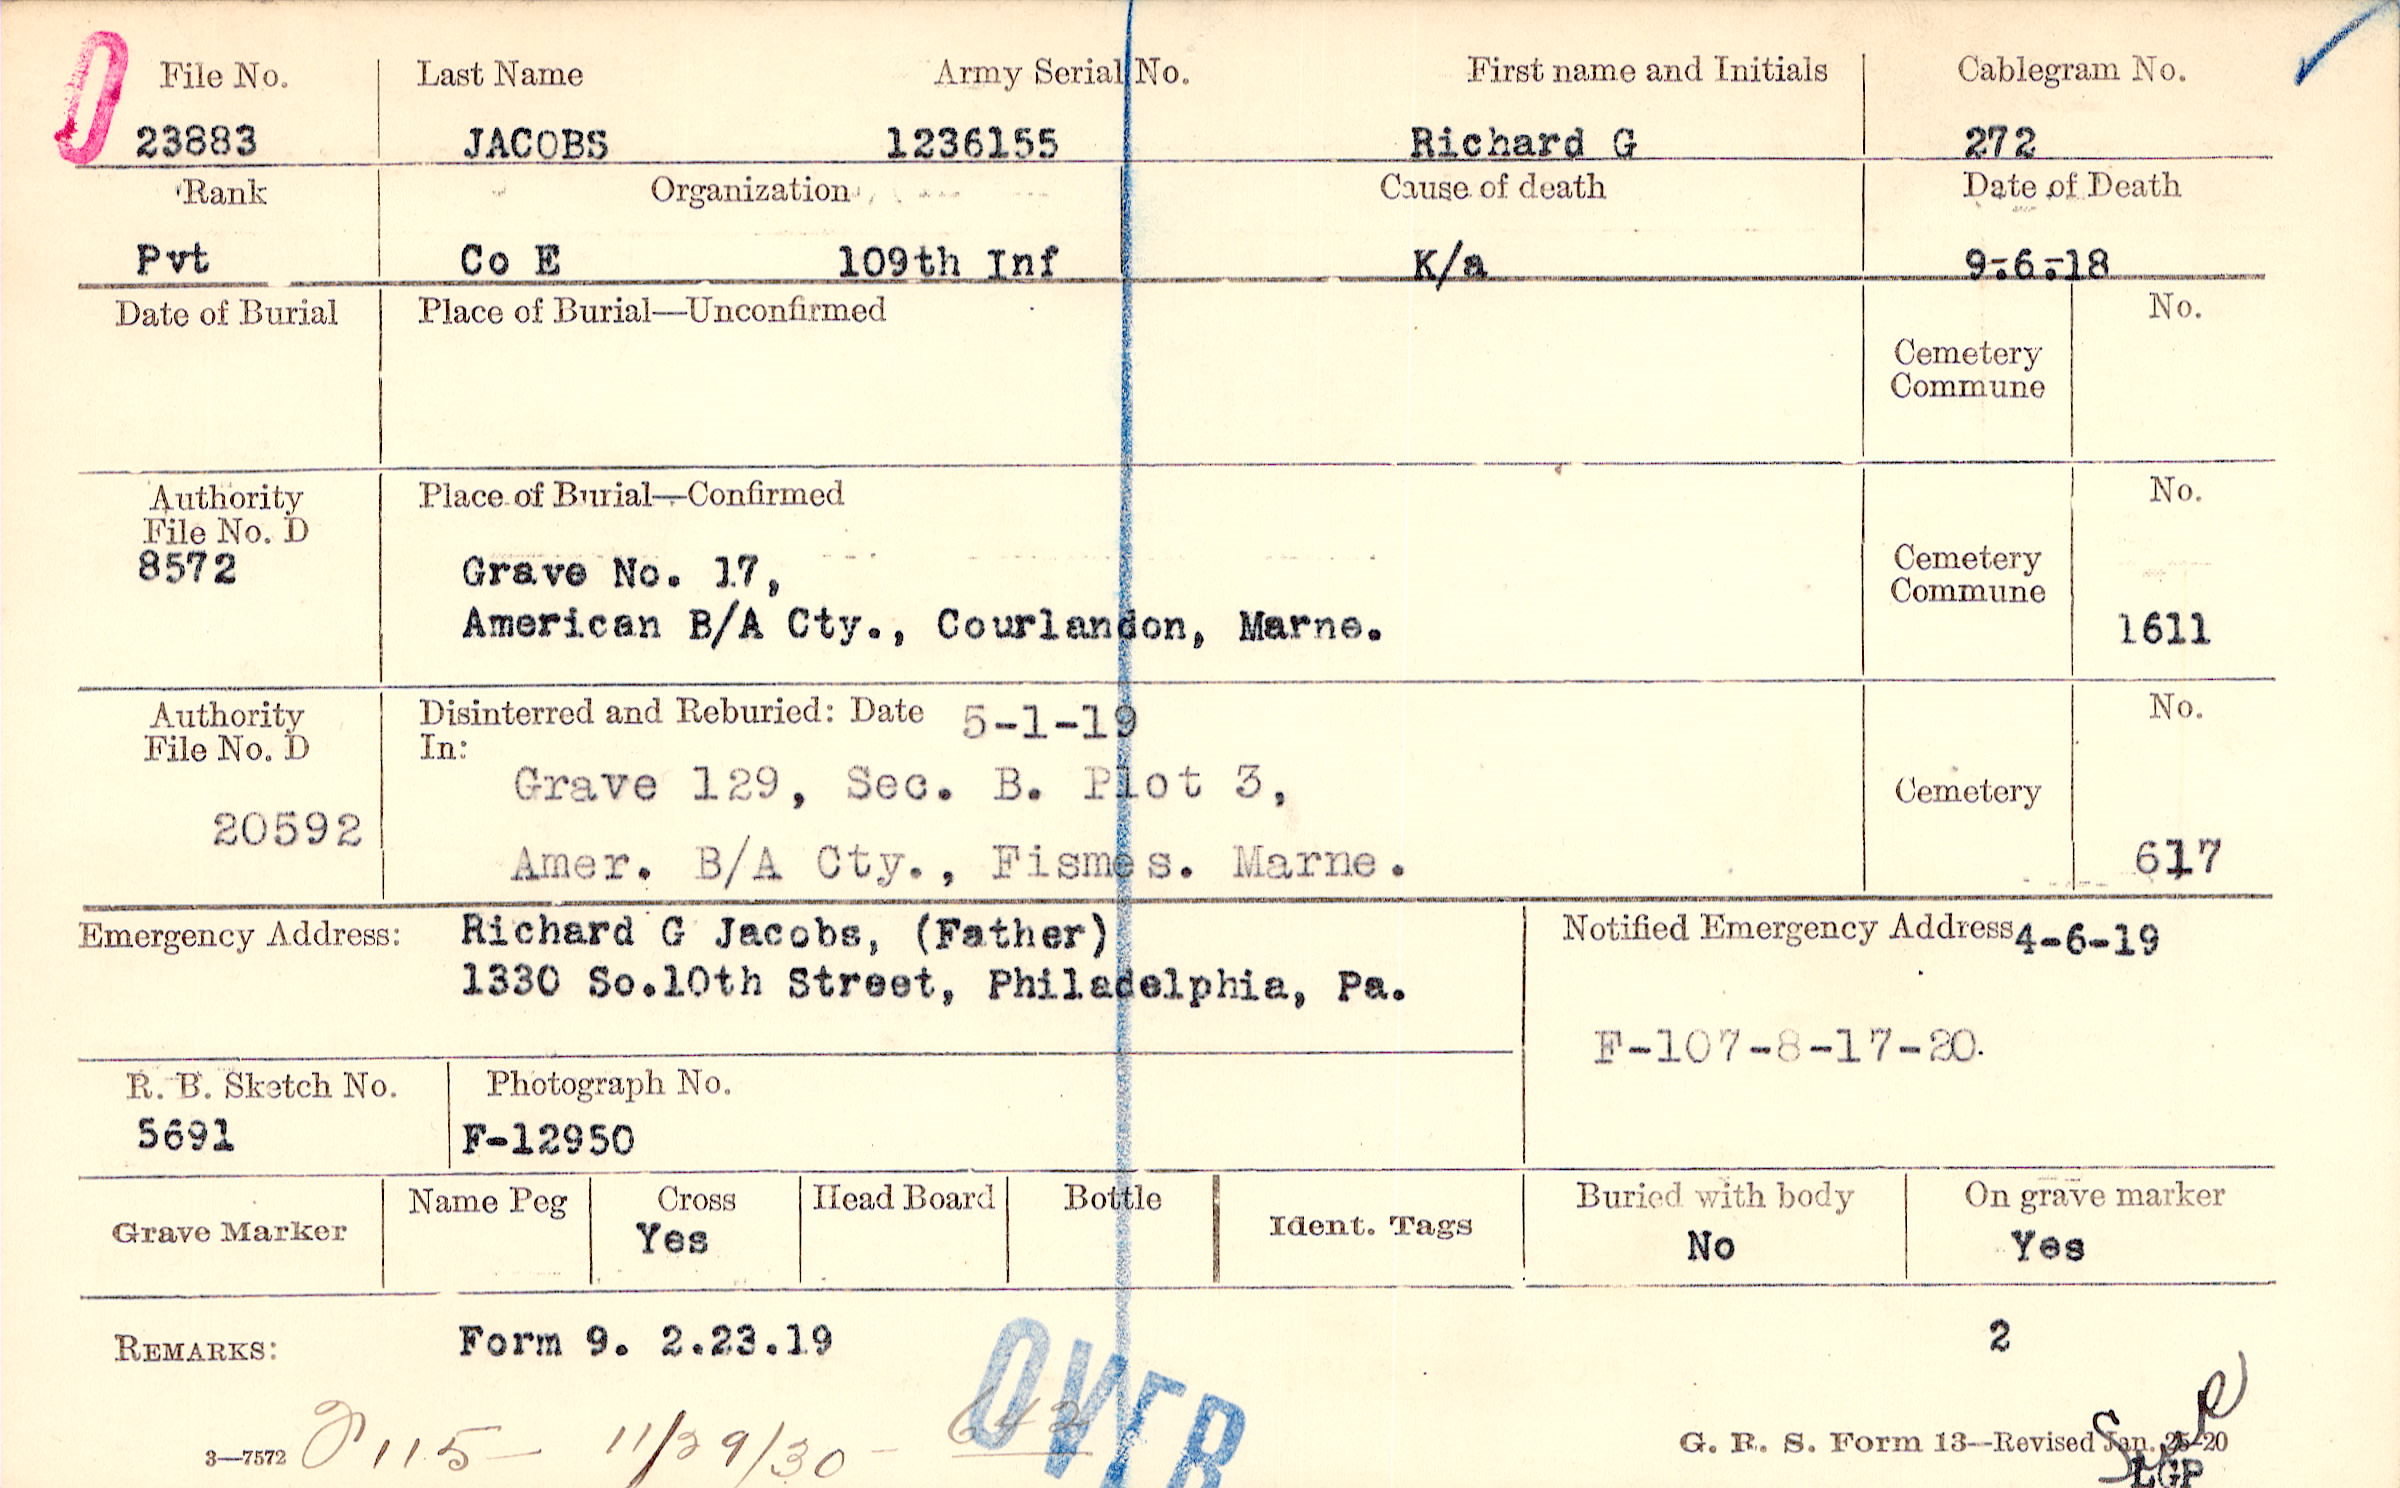 File No. Last Name Army Serial No. First name and Initials Cablegram No.
23883 JACOBS 1236155 Richard G 272
Rank Organization Cause of death Date of Death
Pvt Co E 109th Inf K/a 9-6-18
Date of Burial Place of Burial—Unconfirmed No.
Cemetery
Commune
Authority Place of Burial—Confirmed No.
File No. D
8572 Grave No. 17, Cemetery
Commune
American B/A Cty., Courlandon, Marne. 1611
Authority Disinterred and Reburied: Date 5-1-19 No.
File No. D In:
Grave 129, Sec. B. Plot 3, Cemetery
20592
Amer. B/A Cty., Fismes. Marne. 617
Emergency Address: Richard G Jacobs, (Father) Notified Emergency Address 4-6-19
1330 So.10th Street, Philadelphia, Pa.
F-107-8-17-20.
R. B. Sketch No. Photograph No.
5691 F-12950
Name Peg Cross Head Board Bottle Buried with body On grave marker
Grave Marker Yes Ident. Tags No Yes
REMARKS: Form 9. 2.23.19 2
OVER
3—7572 115 — 11/29/30 — 642
G. R. S. Form 13—Revised Jan. 25-20
LGP